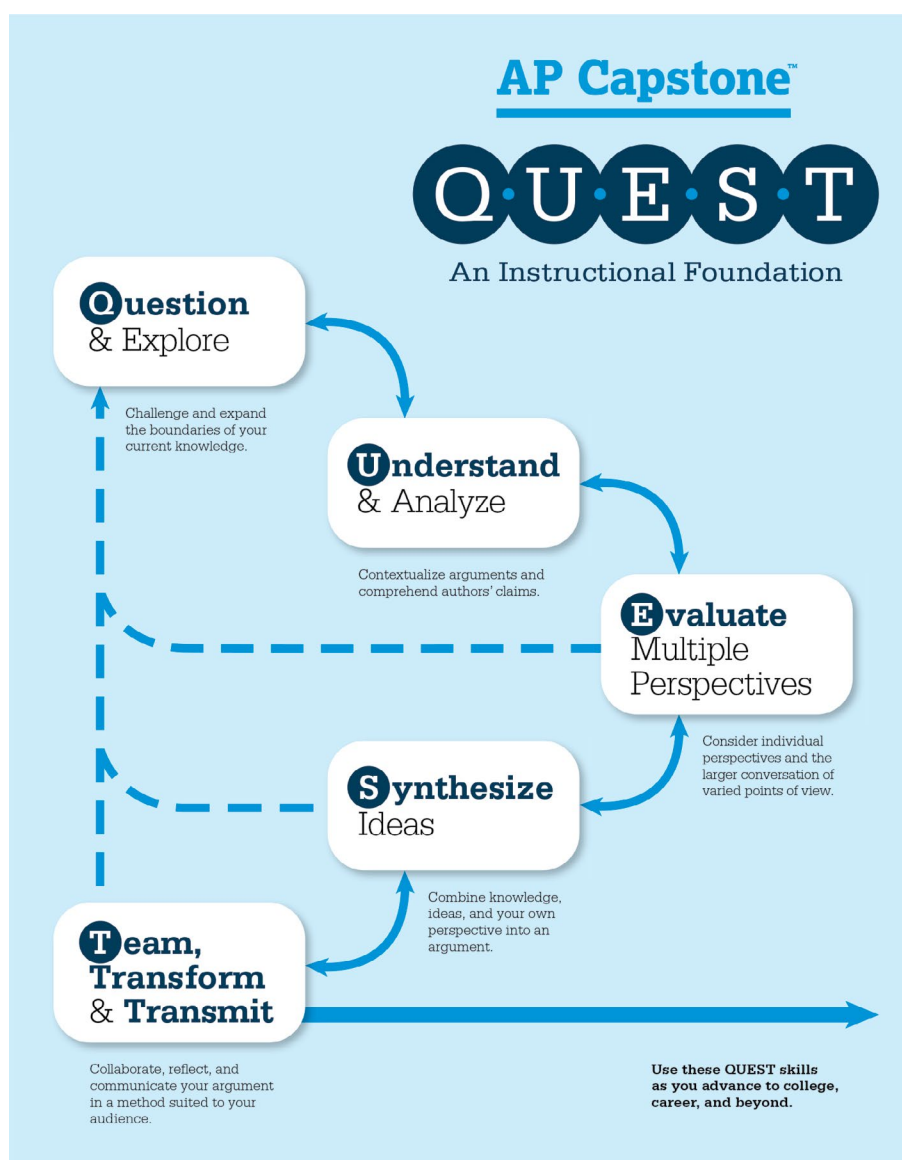 AP Capstone™
Q·U·E·S·T
An Instructional Foundation
Question
& Explore
Challenge and expand
the boundaries of your
current knowledge.
Understand
& Analyze
Contextualize arguments and
comprehend authors' claims.
Evaluate
Multiple
Perspectives
Consider individual
perspectives and the
larger conversation of
varied points of view.
Synthesize
Ideas
Combine knowledge,
ideas, and your own
perspective into an
argument.
Team,
Transform
& Transmit
Collaborate, reflect, and
communicate your argument
in a method suited to your
audience.
Use these QUEST skills
as you advance to college,
career, and beyond.